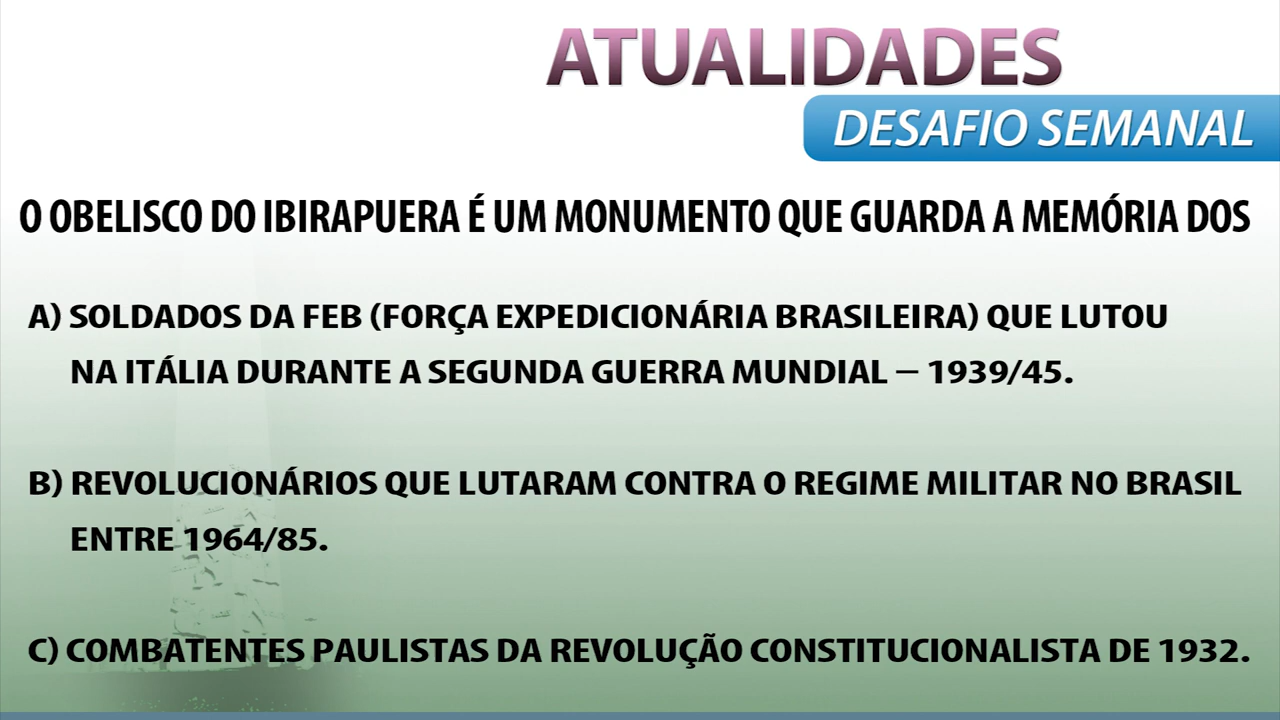 ATUALIDADES
DESAFIO SEMANAL
O OBELISCO DO IBIRAPUERA É UM MONUMENTO QUE GUARDA A MEMÓRIA DOS
A) SOLDADOS DA FEB (FORÇA EXPEDICIONÁRIA BRASILEIRA) QUE LUTOU
NA ITÁLIA DURANTE A SEGUNDA GUERRA MUNDIAL – 1939/45.
B) REVOLUCIONÁRIOS QUE LUTARAM CONTRA O REGIME MILITAR NO BRASIL
ENTRE 1964/85.
C) COMBATENTES PAULISTAS DA REVOLUÇÃO CONSTITUCIONALISTA DE 1932.